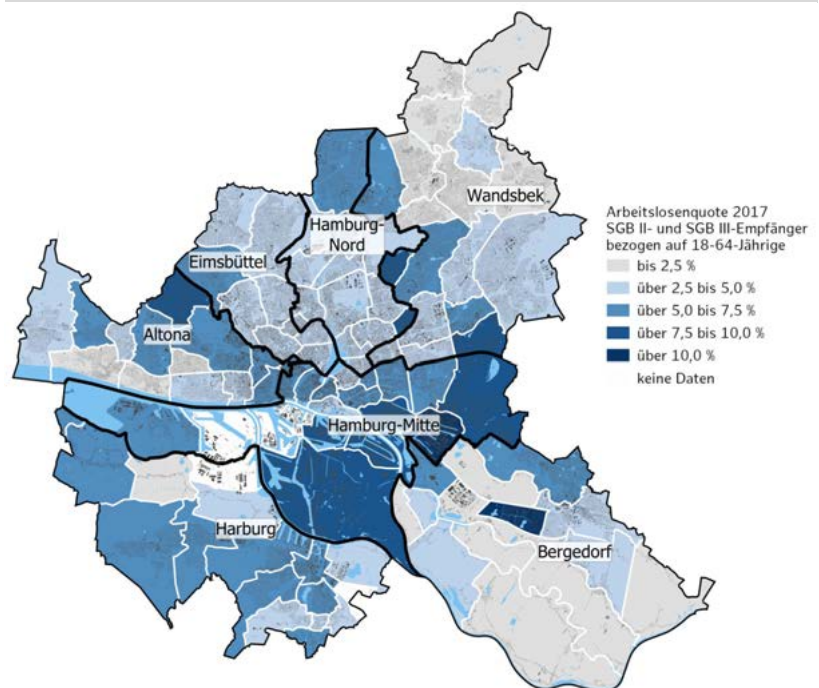 Wandsbek
Hamburg-
Nord
Eimsbüttel
Altona
Hamburg-Mitte
Harburg
Bergedorf
Arbeitslosenquote 2017
SGB II- und SGB III-Empfänger
bezogen auf 18-64-Jährige
bis 2,5 %
über 2,5 bis 5,0 %
über 5,0 bis 7,5 %
über 7,5 bis 10,0 %
über 10,0 %
keine Daten